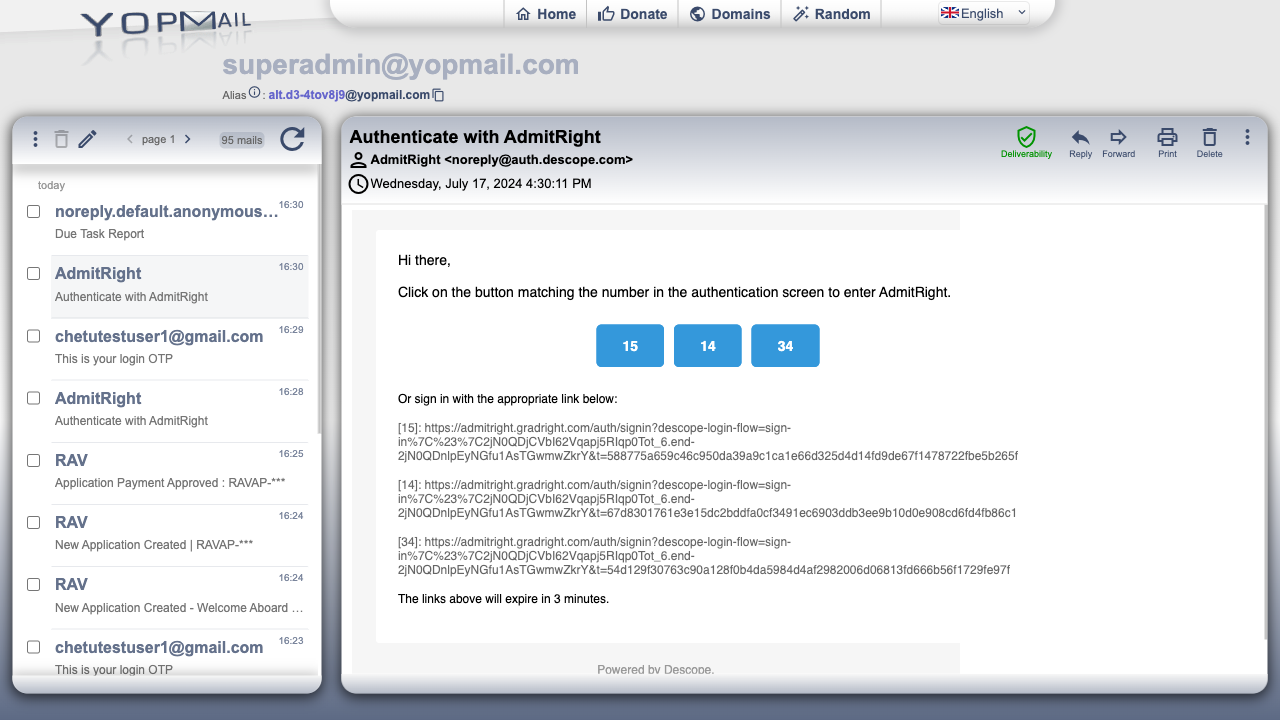 YOPMAIL
Home
Donate
Domains
Random
English
superadmin@yopmail.com
Alias : alt.d3-4tov8j9@yopmail.com
page 1
95 mails
today
noreply.default.anonymous…
16:30
Due Task Report
AdmitRight
16:30
Authenticate with AdmitRight
chetutestuser1@gmail.com
16:29
This is your login OTP
AdmitRight
16:28
Authenticate with AdmitRight
RAV
16:25
Application Payment Approved : RAVAP-***
RAV
16:24
New Application Created | RAVAP-***
RAV
16:24
New Application Created - Welcome Aboard …
chetutestuser1@gmail.com
16:23
This is your login OTP
Authenticate with AdmitRight
AdmitRight <noreply@auth.descope.com>
Wednesday, July 17, 2024 4:30:11 PM
Deliverability
Reply
Forward
Print
Delete
Hi there,
Click on the button matching the number in the authentication screen to enter AdmitRight.
15
14
34
Or sign in with the appropriate link below:
[15]: https://admitright.gradright.com/auth/signin?descope-login-flow=sign-
in%7C%23%7C2jN0QDjCVbI62Vqapj5RIqp0Tot_6.end-
2jN0QDnlpEyNGfu1AsTGwmwZkrY&t=588775a659c46c950da39a9c1ca1e66d325d4d14fd9de67f1478722fbe5b265f
[14]: https://admitright.gradright.com/auth/signin?descope-login-flow=sign-
in%7C%23%7C2jN0QDjCVbI62Vqapj5RIqp0Tot_6.end-
2jN0QDnlpEyNGfu1AsTGwmwZkrY&t=67d8301761e3e15dc2bddfa0cf3491ec6903ddb3ee9b10d0e908cd6fd4fb86c1
[34]: https://admitright.gradright.com/auth/signin?descope-login-flow=sign-
in%7C%23%7C2jN0QDjCVbI62Vqapj5RIqp0Tot_6.end-
2jN0QDnlpEyNGfu1AsTGwmwZkrY&t=54d129f30763c90a128f0b4da5984d4af2982006d06813fd666b56f1729fe97f
The links above will expire in 3 minutes.
Powered by Descope.